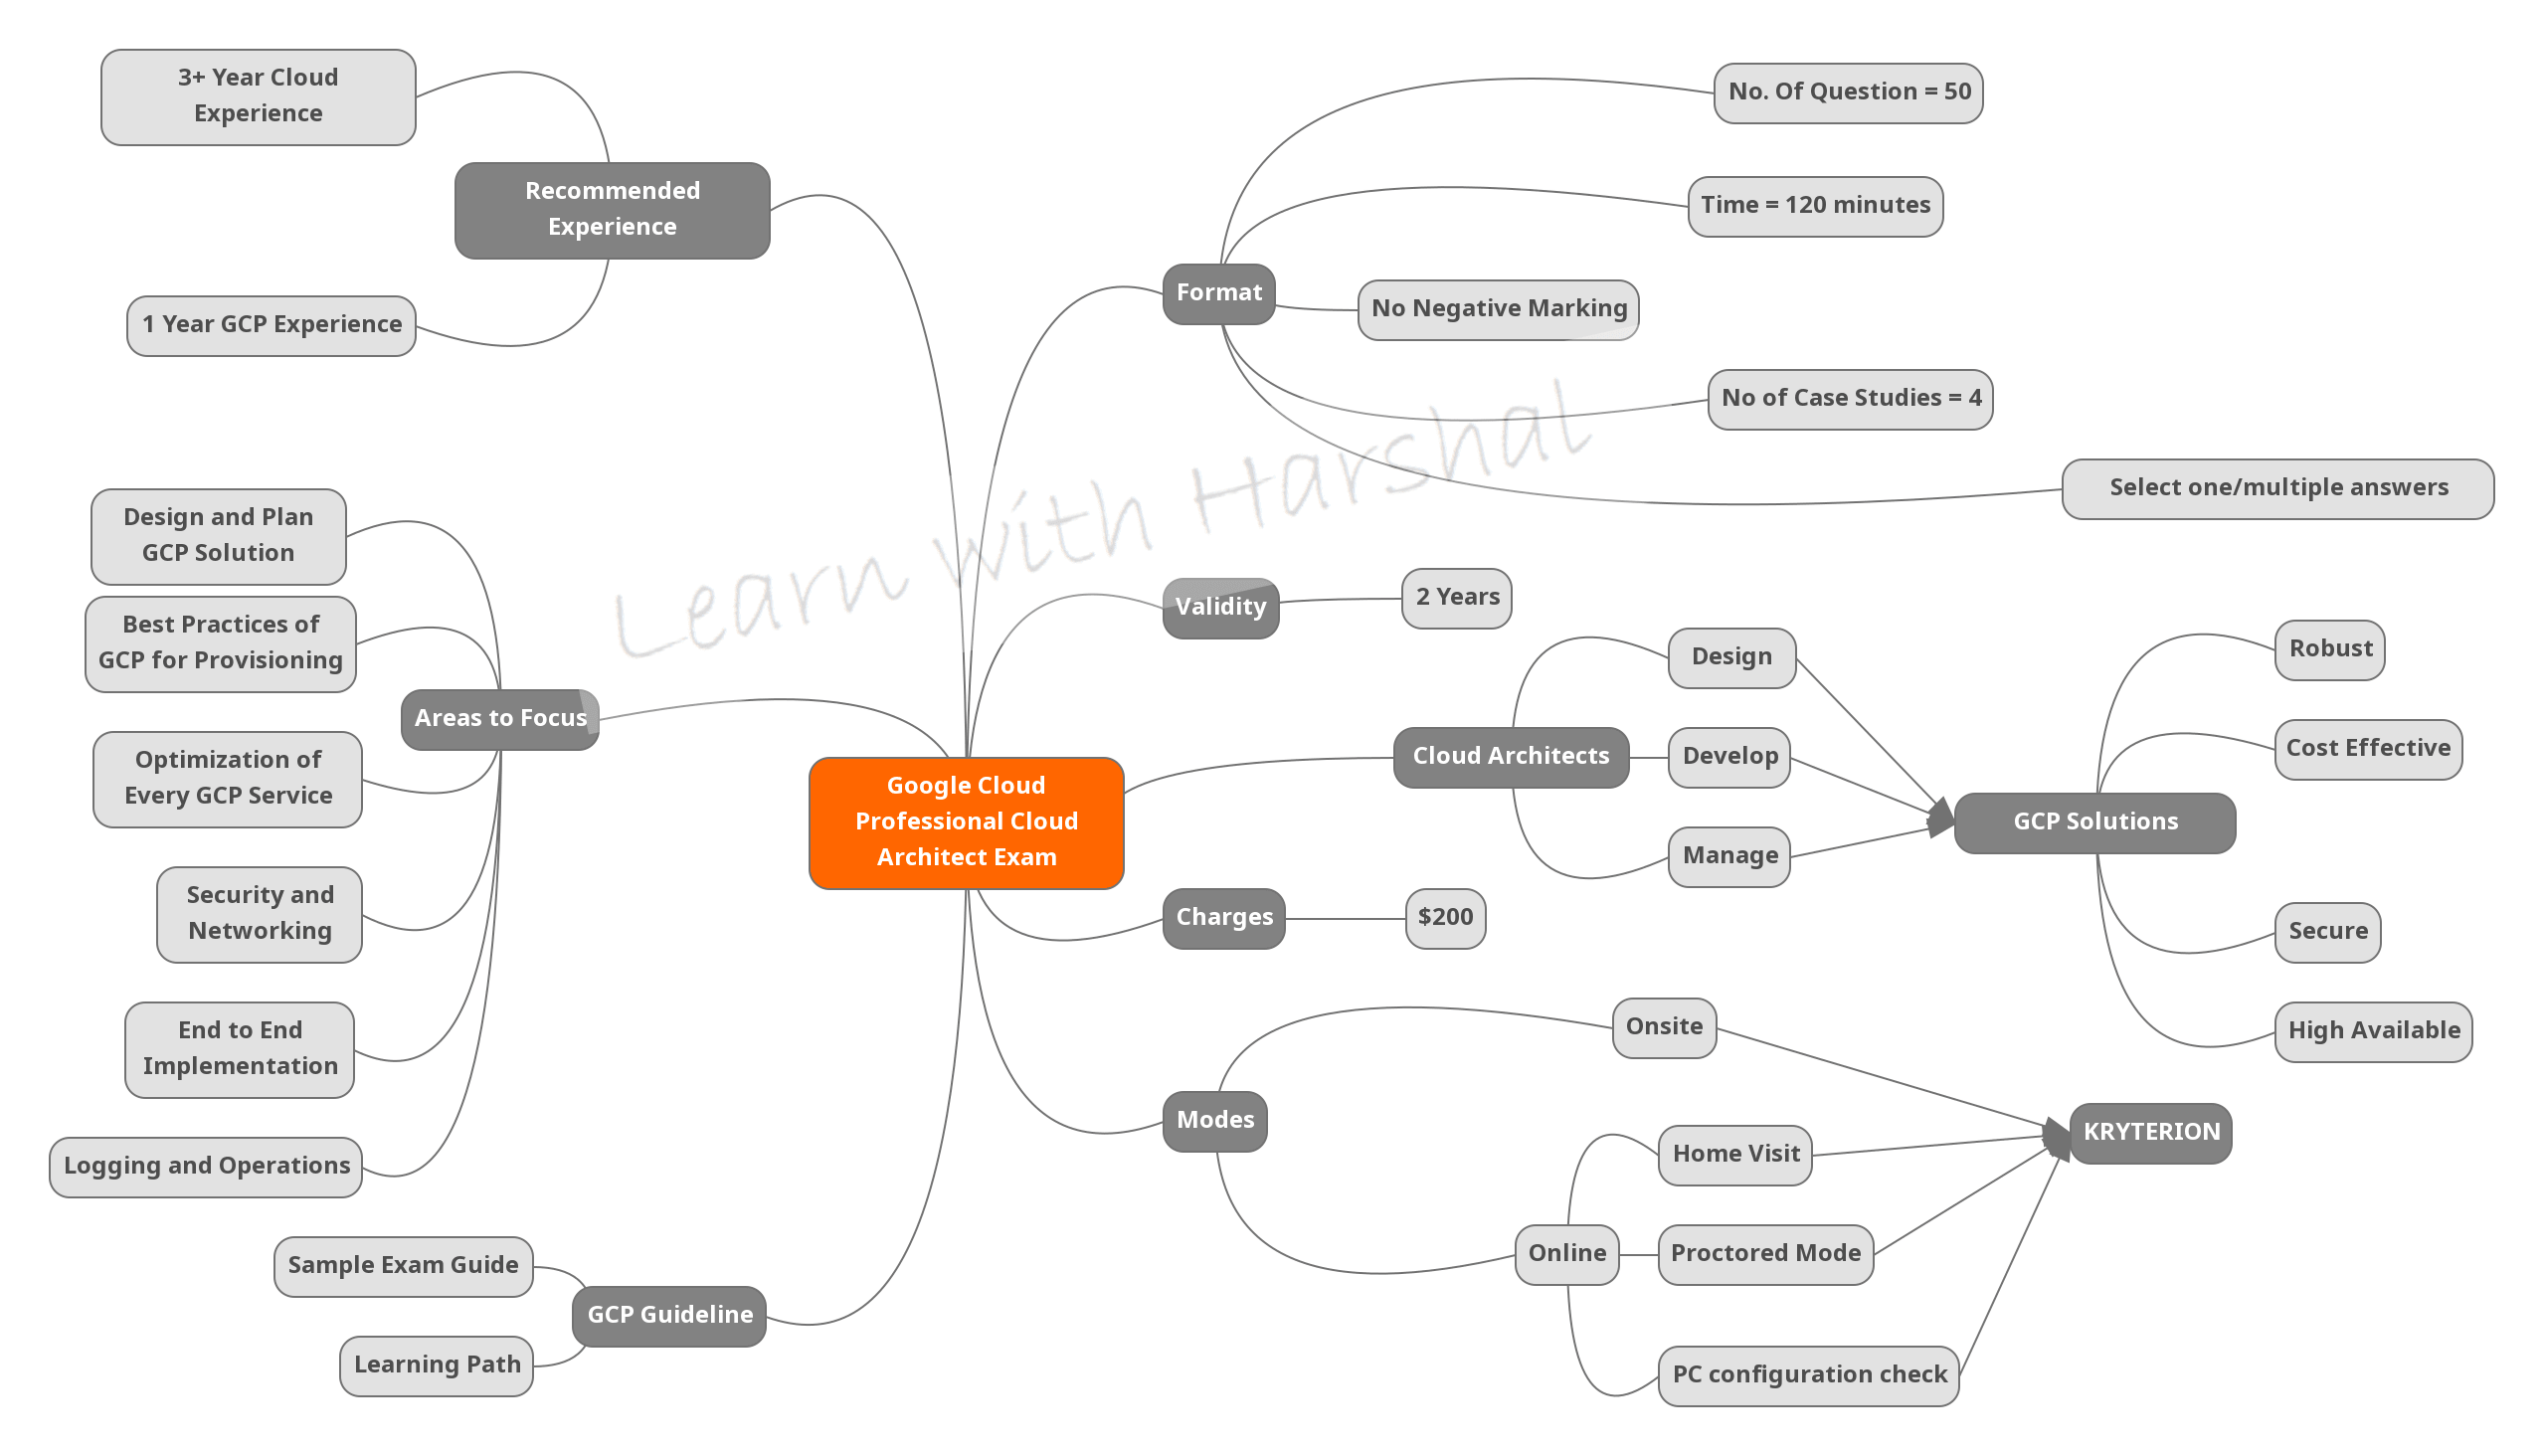 3+ Year Cloud
Experience
Recommended
Experience
1 Year GCP Experience
No. Of Question = 50
Time = 120 minutes
Format
No Negative Marking
No of Case Studies = 4
Select one/multiple answers
Learn with Harshal
Design and Plan
GCP Solution
Best Practices of
GCP for Provisioning
Areas to Focus
Optimization of
Every GCP Service
Security and
Networking
End to End
Implementation
Logging and Operations
Validity
2 Years
Google Cloud
Professional Cloud
Architect Exam
Cloud Architects
Design
Develop
Manage
GCP Solutions
Robust
Cost Effective
Secure
High Available
Charges
$200
Modes
Onsite
Online
Home Visit
Proctored Mode
PC configuration check
KRYTERION
Sample Exam Guide
GCP Guideline
Learning Path